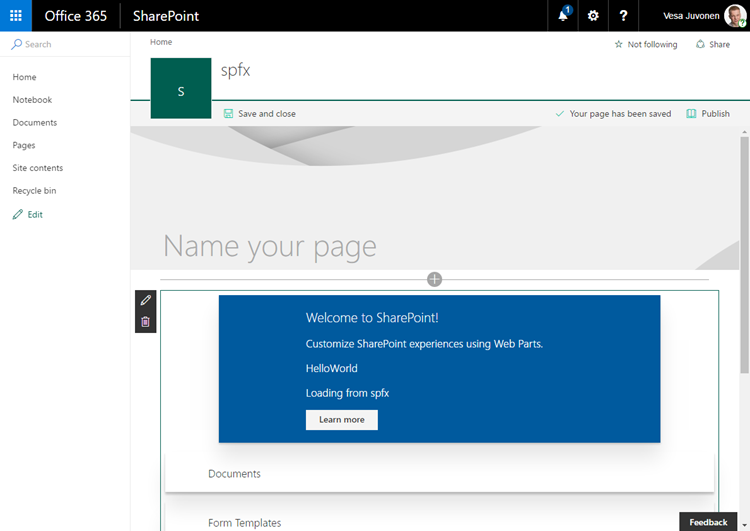 Office 365 SharePoint 1 ? Vesa Juvonen
Search
Home
Not following Share
S
spfx
Home
Notebook
Documents
Pages
Site contents
Recycle bin
Edit
Save and close
Your page has been saved Publish
Name your page
Welcome to SharePoint!
Customize SharePoint experiences using Web Parts.
HelloWorld
Loading from spfx
Learn more
Documents
Form Templates
Feedback